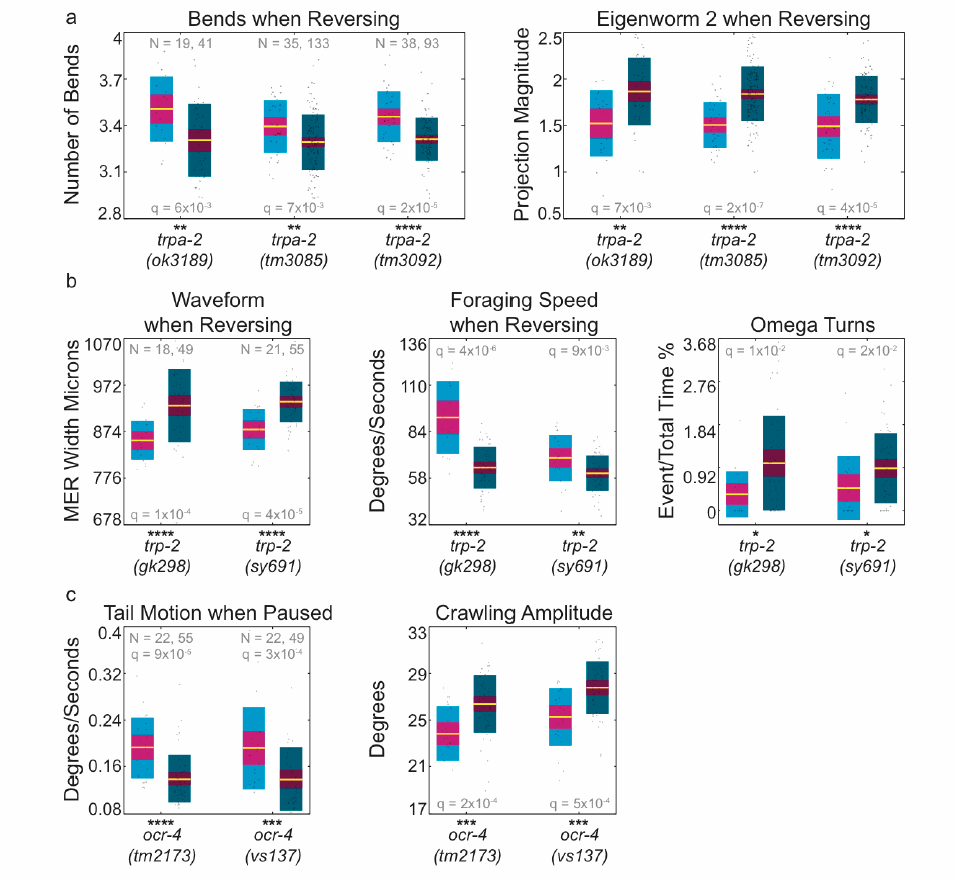 a
Bends when Reversing
Number of Bends
4
3.7
3.4
3.1
2.8
N = 19, 41
N = 35, 133
N = 38, 93
q = 6x10-3
q = 7x10-3
q = 2x10-5
**
**
****
trpa-2
(ok3189)
trpa-2
(tm3085)
trpa-2
(tm3092)
Eigenworm 2 when Reversing
Projection Magnitude
2.5
2
1.5
1
0.5
q = 7x10-3
q = 2x10-7
q = 4x10-5
**
****
****
trpa-2
(ok3189)
trpa-2
(tm3085)
trpa-2
(tm3092)
b
Waveform
when Reversing
MER Width Microns
1070
972
874
776
678
N = 18, 49
N = 21, 55
q = 1x10-4
q = 4x10-5
****
****
trp-2
(gk298)
trp-2
(sy691)
Foraging Speed
when Reversing
Degrees/Seconds
136
110
84
58
32
q = 4x10-6
q = 9x10-3
****
**
trp-2
(gk298)
trp-2
(sy691)
Omega Turns
Event/Total Time %
3.68
2.76
1.84
0.92
0
q = 1x10-2
q = 2x10-2
*
*
trp-2
(gk298)
trp-2
(sy691)
c
Tail Motion when Paused
Degrees/Seconds
0.4
0.32
0.24
0.16
0.08
N = 22, 55
q = 9x10-5
N = 22, 49
q = 3x10-4
****
***
ocr-4
(tm2173)
ocr-4
(vs137)
Crawling Amplitude
Degrees
33
29
25
21
17
q = 2x10-4
q = 5x10-4
***
***
ocr-4
(tm2173)
ocr-4
(vs137)